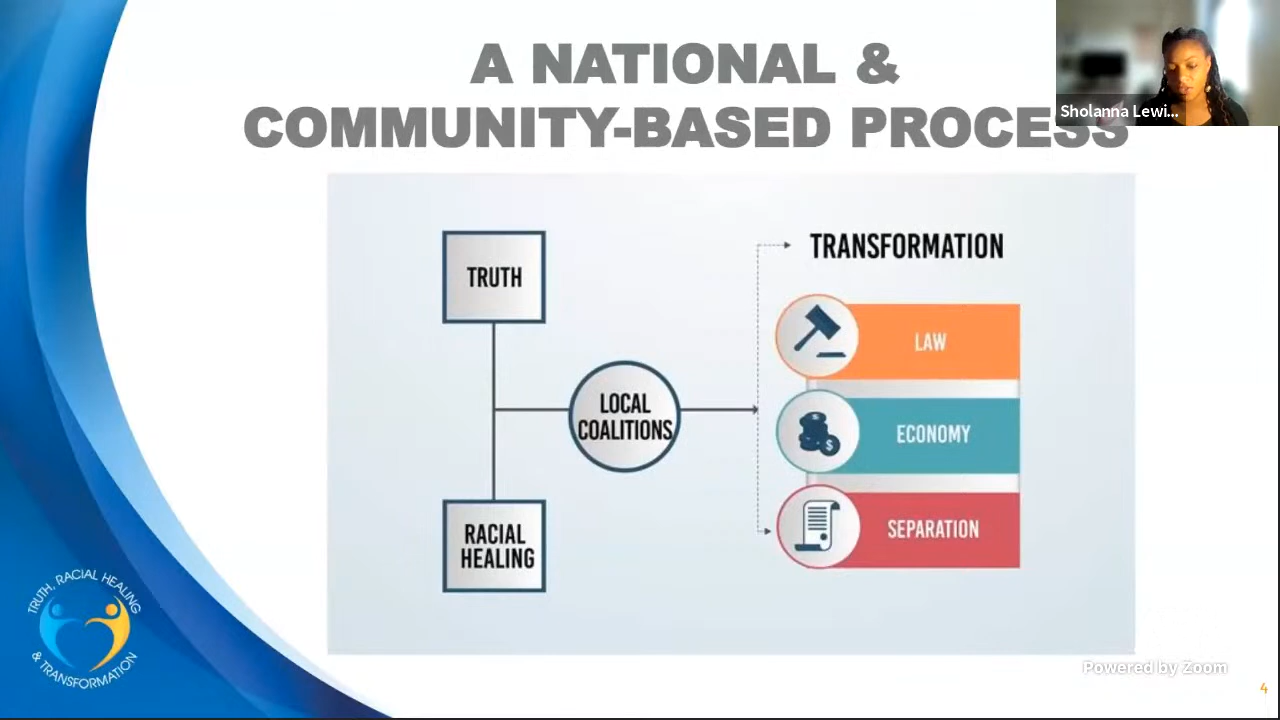 A NATIONAL &
COMMUNITY-BASED PROCESS
Sholanna Lewi...
TRUTH
LOCAL
COALITIONS
RACIAL
HEALING
TRANSFORMATION
LAW
ECONOMY
$
$
SEPARATION
TRUTH, RACIAL HEALING
& TRANSFORMATION
Powered by Zoom
4